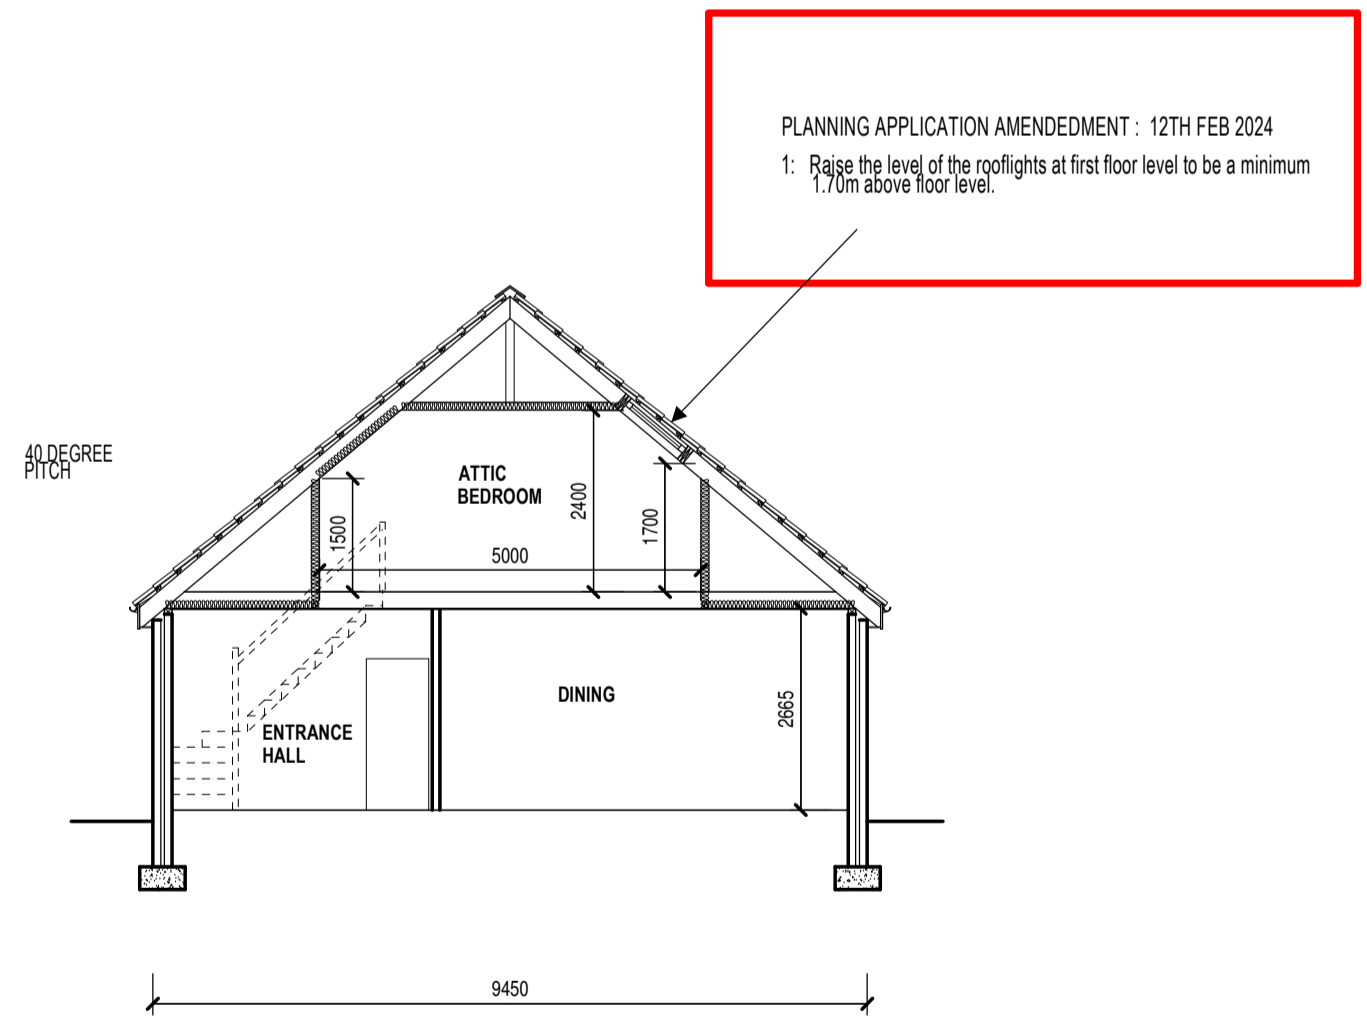 PLANNING APPLICATION AMENDEDMENT : 12TH FEB 2024
1: Raise the level of the rooflights at first floor level to be a minimum
1.70m above floor level.
40 DEGREE
PITCH
ATTIC
BEDROOM
1500
2400
1700
5000
DINING
2665
ENTRANCE
HALL
9450